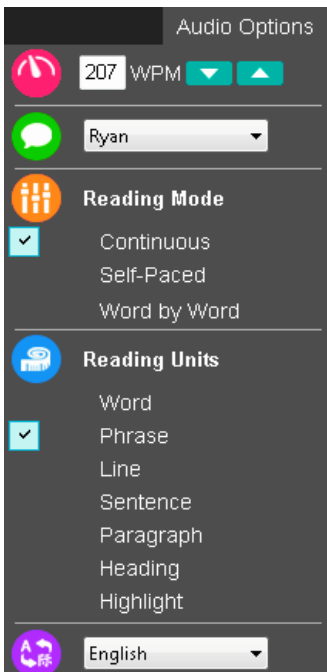 Audio Options
207 WPM
Ryan
Reading Mode
Continuous
Self-Paced
Word by Word
Reading Units
Word
Phrase
Line
Sentence
Paragraph
Heading
Highlight
English